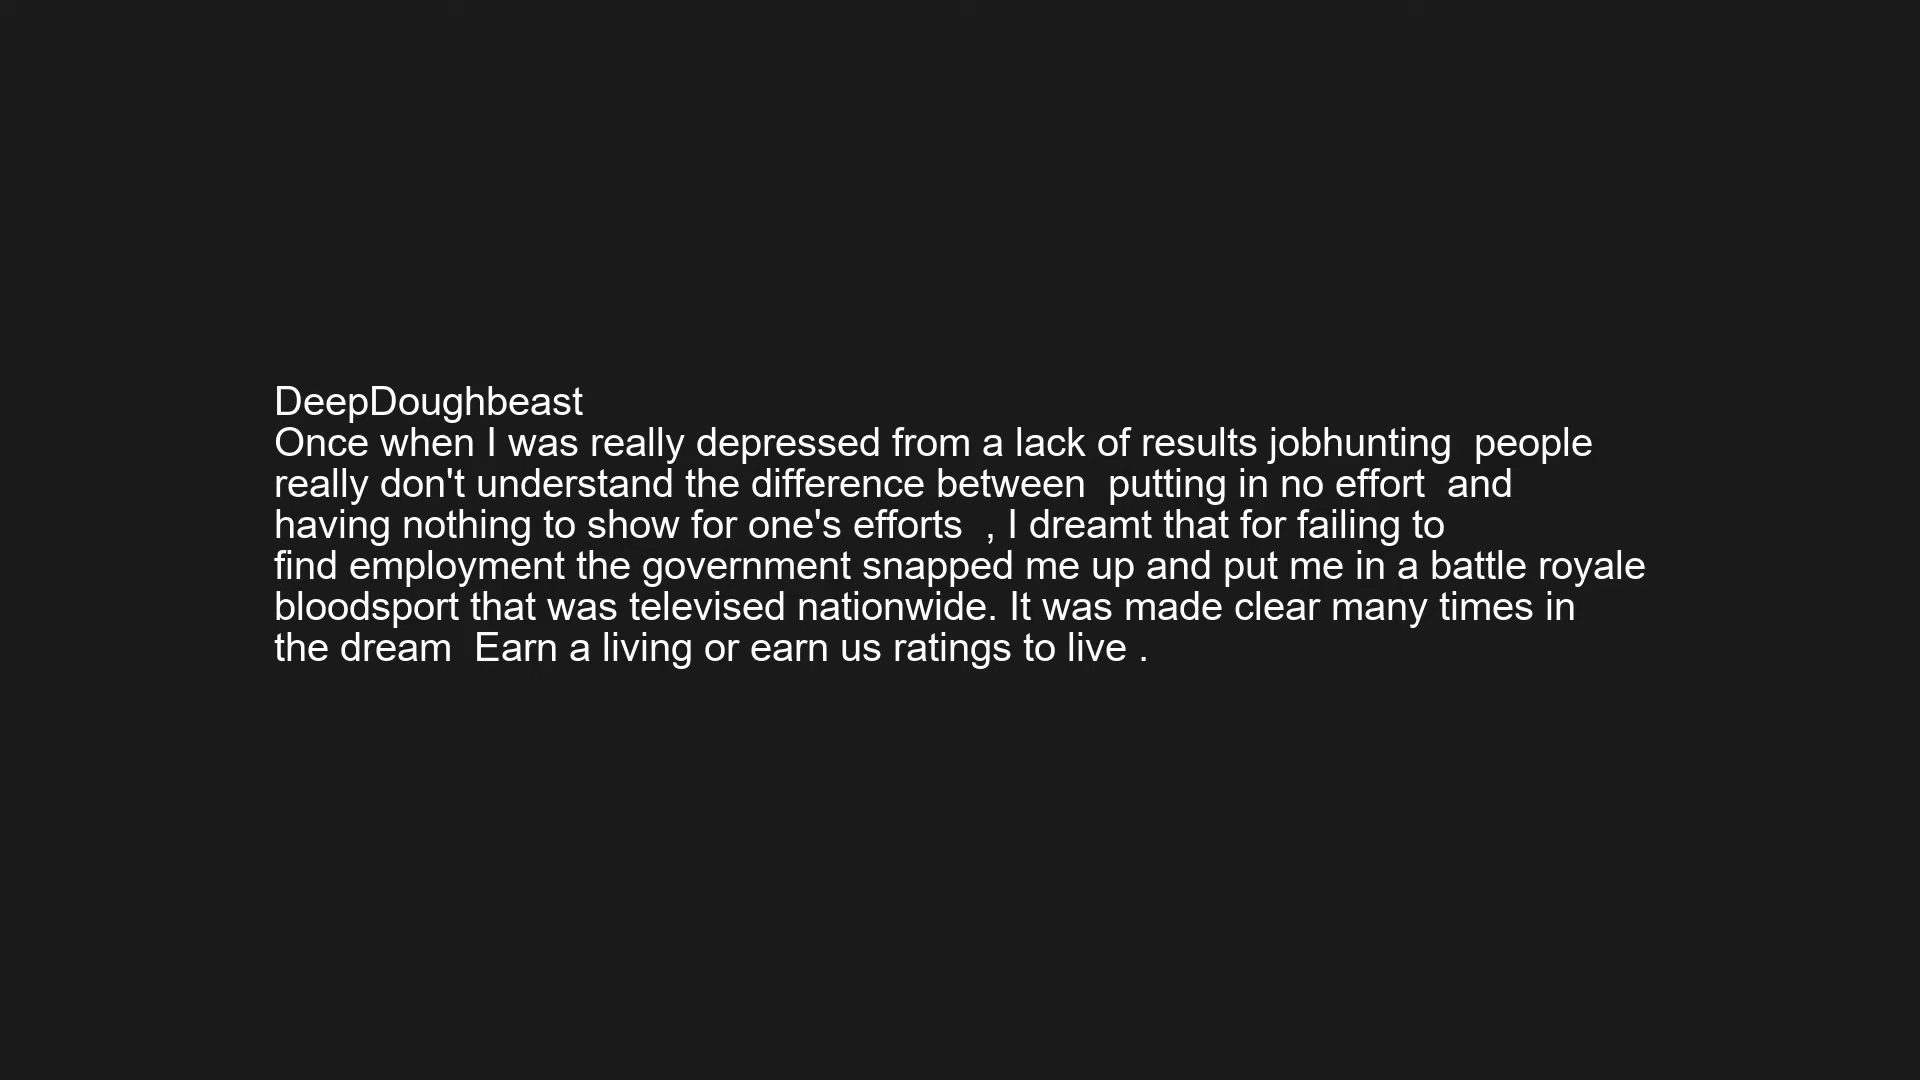 DeepDoughbeast
Once when I was really depressed from a lack of results jobhunting  people
really don't understand the difference between  putting in no effort  and
having nothing to show for one's efforts  , I dreamt that for failing to
find employment the government snapped me up and put me in a battle royale
bloodsport that was televised nationwide. It was made clear many times in
the dream  Earn a living or earn us ratings to live .